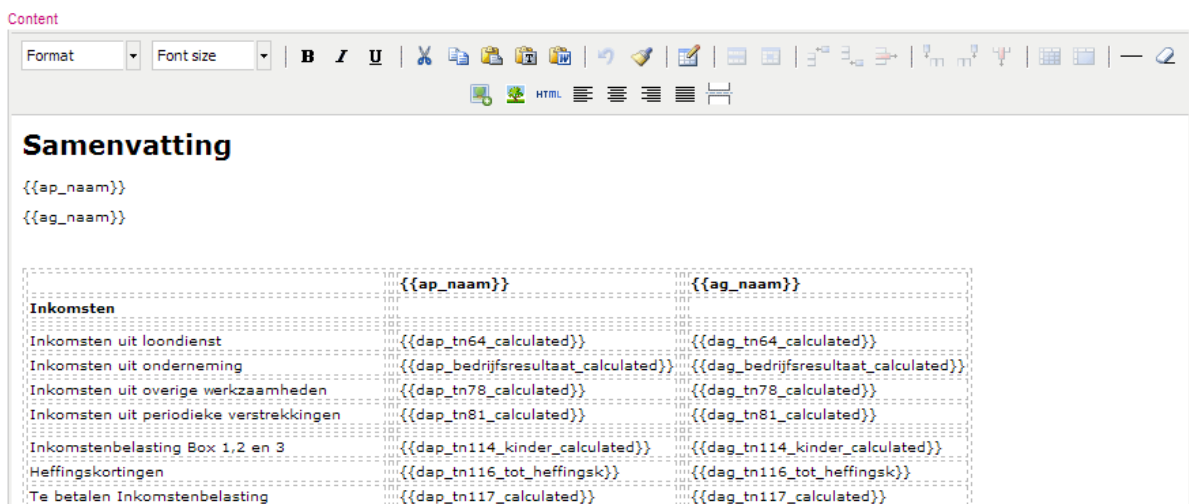 Content
Format Font size B I U
HTML
Samenvatting
{{ap_naam}}
{{ag_naam}}
{{ap_naam}} {{ag_naam}}
Inkomsten
Inkomsten uit loondienst {{dap_tn64_calculated}} {{dag_tn64_calculated}}
Inkomsten uit onderneming {{dap_bedrijfsresultaat_calculated}} {{dag_bedrijfsresultaat_calculated}}
Inkomsten uit overige werkzaamheden {{dap_tn78_calculated}} {{dag_tn78_calculated}}
Inkomsten uit periodieke verstrekkingen {{dap_tn81_calculated}} {{dag_tn81_calculated}}
Inkomstenbelasting Box 1,2 en 3 {{dap_tn114_kinder_calculated}} {{dag_tn114_kinder_calculated}}
Heffingskortingen {{dap_tn116_tot_heffingsk}} {{dag_tn116_tot_heffingsk}}
Te betalen Inkomstenbelasting {{dap_tn117_calculated}} {{dag_tn117_calculated}}